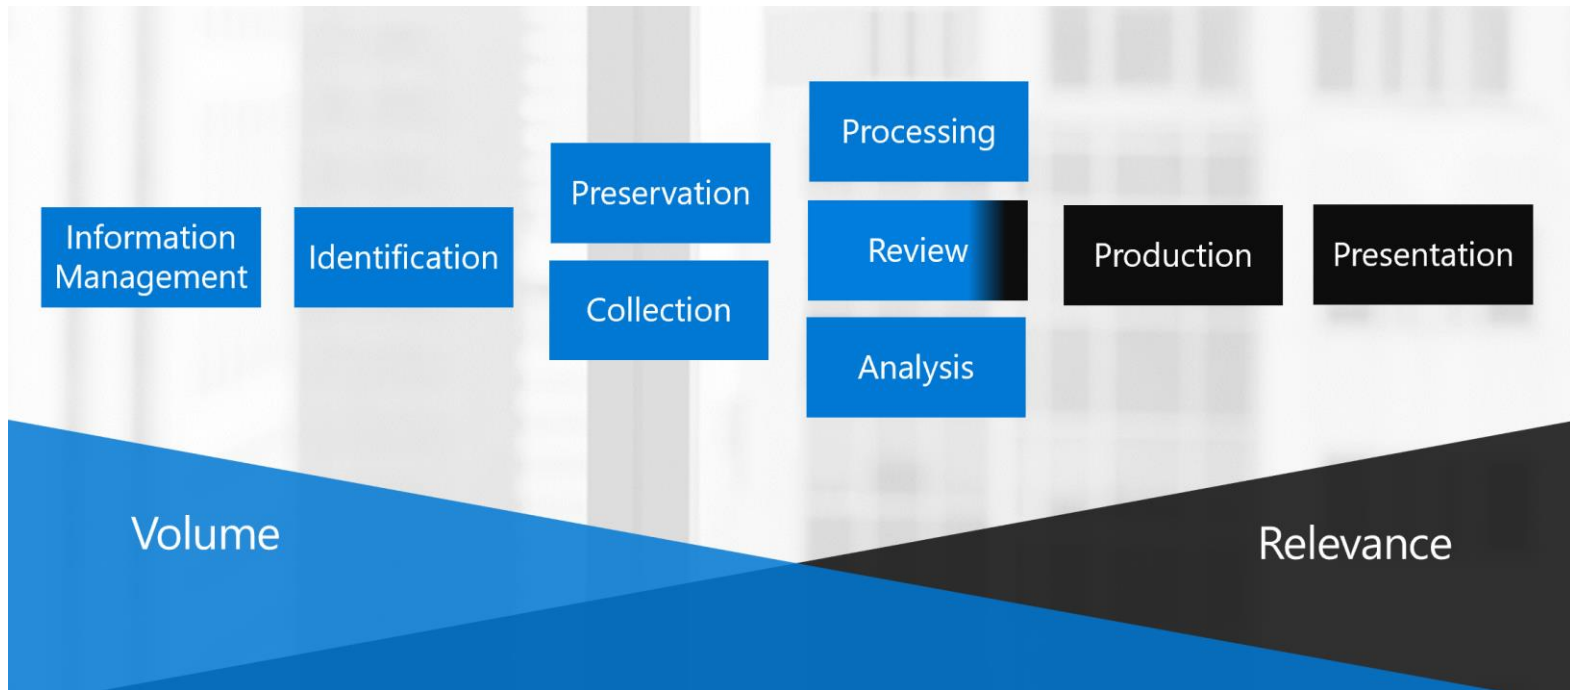 Information
Management
Identification
Preservation
Collection
Processing
Review
Analysis
Production
Presentation
Volume
Relevance